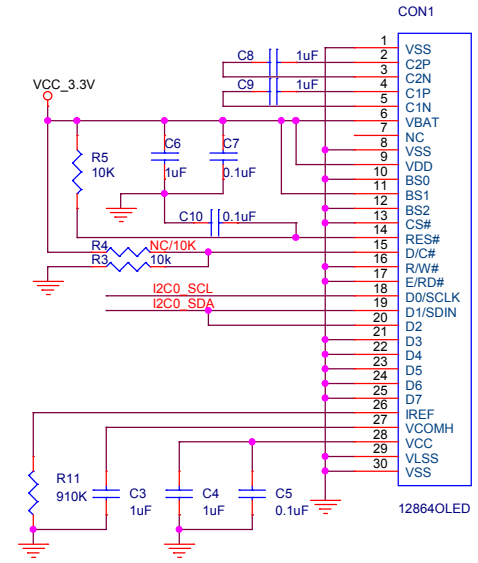 CON1
1 VSS
C8 1uF 2 C2P
3 C2N
C9 1uF 4 C1P
5 C1N
VCC_3.3V
6 VBAT
7 NC
8 VSS
9 VDD
10 BS0
11 BS1
12 BS2
13 CS#
14 RES#
15 D/C#
16 R/W#
17 E/RD#
18 D0/SCLK
19 D1/SDIN
20 D2
21 D3
22 D4
23 D5
24 D6
25 D7
26 IREF
27 VCOMH
28 VCC
29 VLSS
30 VSS
12864OLED
R5
10K
C6
1uF
C7
0.1uF
C10 0.1uF
R4 NC/10K
R3 10k
I2C0_SCL
I2C0_SDA
R11
910K
C3
1uF
C4
1uF
C5
0.1uF